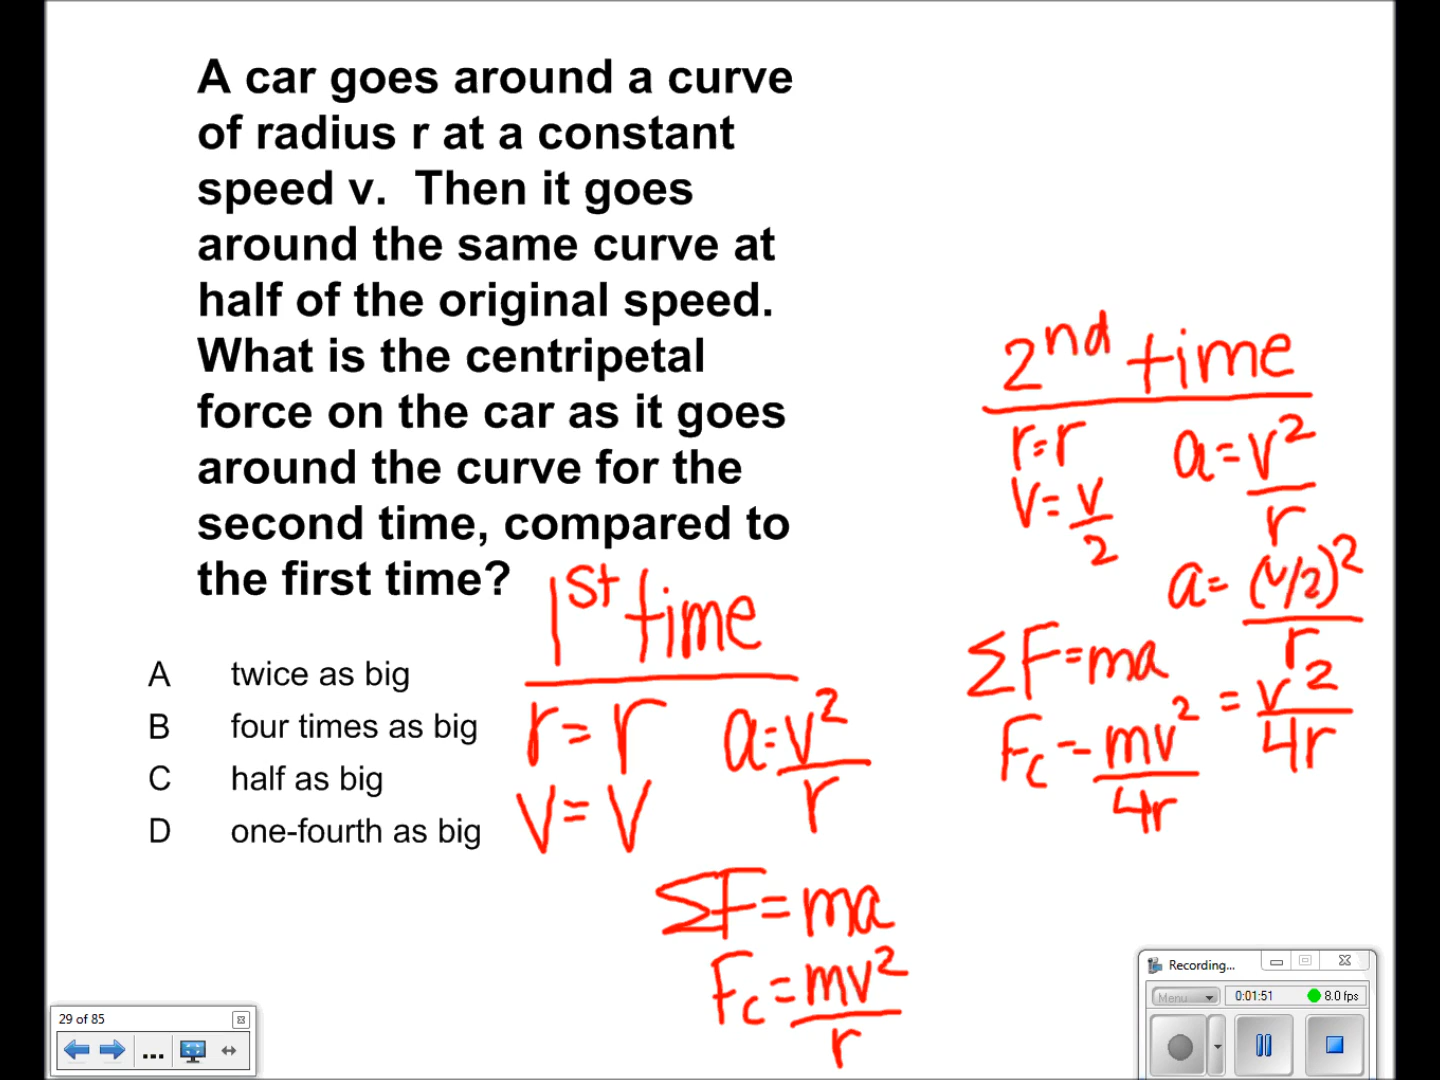 A car goes around a curve
of radius r at a constant
speed v.  Then it goes
around the same curve at
half of the original speed.
What is the centripetal
force on the car as it goes
around the curve for the
second time, compared to
the first time?
A twice as big
B four times as big
C half as big
D one-fourth as big
1st time
r = r
v = v
a = v²/r
ΣF = ma
Fc = mv²/r
2nd time
r = r
v = v/2
a = v²/r
a = (v/2)²/r
= v²/4r
ΣF = ma
Fc = mv²/4r
29 of 85
...
Recording...
Menu
0:01:51
8.0 fps